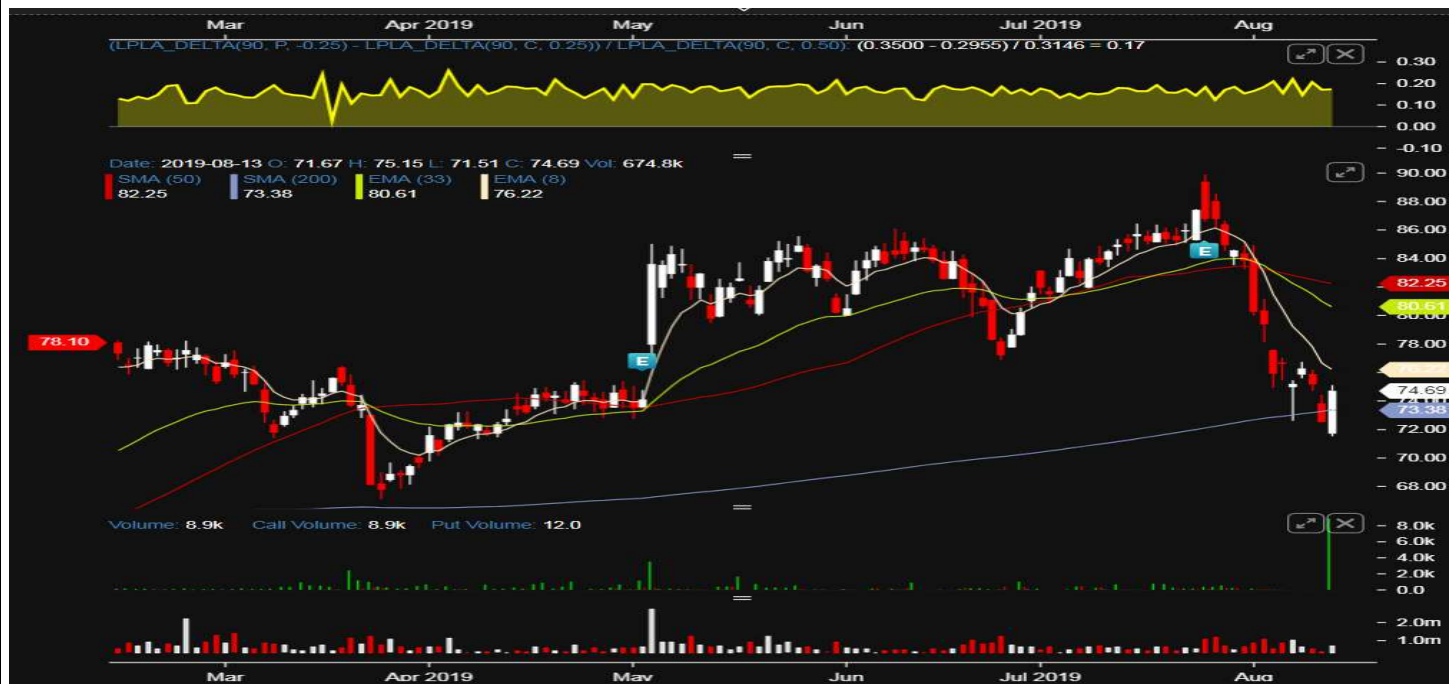 Mar Apr 2019 May Jun Jul 2019 Aug
(LPLA_DELTA(90, P, -0.25) - LPLA_DELTA(90, C, 0.25)) / LPLA_DELTA(90, C, 0.50): (0.3500 - 0.2955) / 0.3146 = 0.17
0.30
0.20
0.10
0.00
-0.10
Date: 2019-08-13 O: 71.67 H: 75.15 L: 71.51 C: 74.69 Vol: 674.8k
SMA (50) SMA (200) EMA (33) EMA (8)
82.25 73.38 80.61 76.22
90.00
88.00
86.00
E
84.00
82.25
80.61
80.00
78.10
78.00
E
76.22
74.69
74.00
73.38
72.00
70.00
68.00
Volume: 8.9k Call Volume: 8.9k Put Volume: 12.0
8.0k
6.0k
4.0k
2.0k
0.0
2.0m
1.0m
Mar Apr 2019 May Jun Jul 2019 Aug